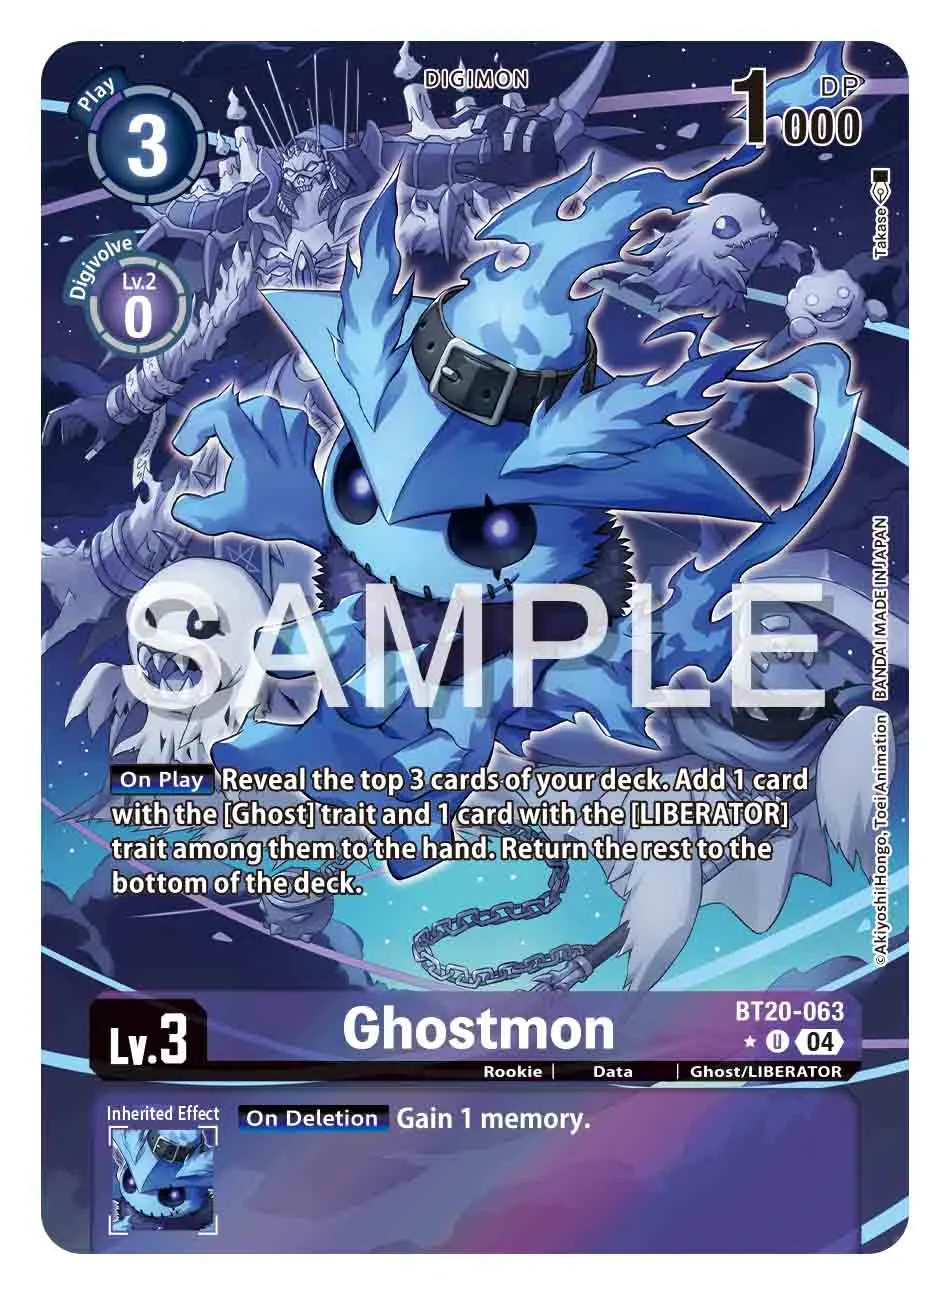 DIGIMON
Play
3
1000
DP
Digivolve
Lv.2
0
Takase
SAMPLE
On Play Reveal the top 3 cards of your deck. Add 1 card
with the [Ghost] trait and 1 card with the [LIBERATOR]
trait among them to the hand. Return the rest to the
bottom of the deck.
©Akiyoshi Hongo, Toei Animation BANDAI MADE IN JAPAN
Lv.3
Ghostmon
BT20-063
★ U 04
Rookie | Data | Ghost/LIBERATOR
Inherited Effect
On Deletion Gain 1 memory.